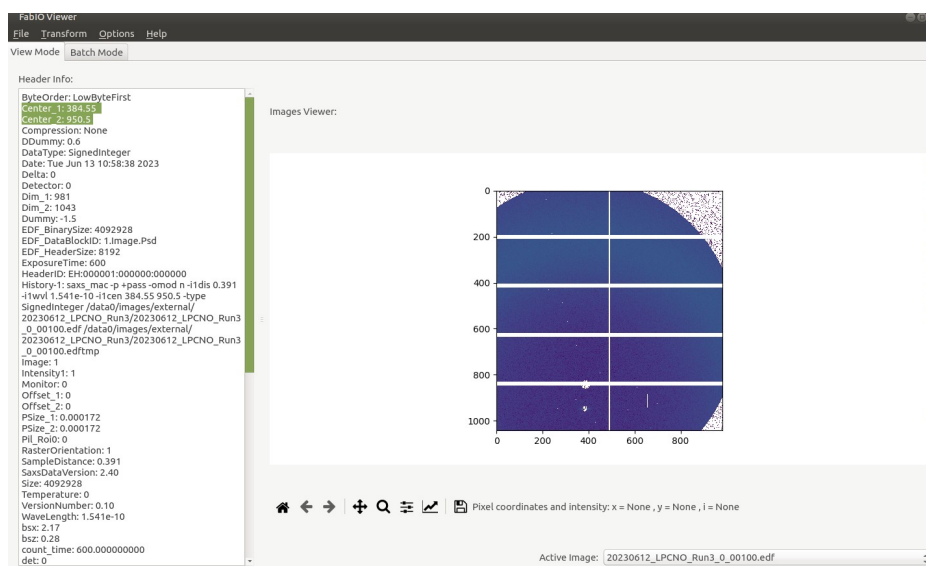 FabIO Viewer
File Transform Options Help
View Mode Batch Mode
Header Info:
ByteOrder: LowByteFirst
Center_1: 384.55
Center_2: 950.5
Compression: None
DDummy: 0.6
DataType: SignedInteger
Date: Tue Jun 13 10:58:38 2023
Delta: 0
Detector: 0
Dim_1: 981
Dim_2: 1043
Dummy: -1.5
EDF_BinarySize: 4092928
EDF_DataBlockID: 1.Image.Psd
EDF_HeaderSize: 8192
ExposureTime: 600
HeaderID: EH:000001:000000:000000
History-1: saxs_mac -p +pass -omod n -i1dis 0.391
-i1wvl 1.541e-10 -i1cen 384.55 950.5 -type
SignedInteger /data0/images/external/
20230612_LPCNO_Run3/20230612_LPCNO_Run3
_0_00100.edf /data0/images/external/
20230612_LPCNO_Run3/20230612_LPCNO_Run3
_0_00100.edftmp
Image: 1
Intensity1: 1
Monitor: 0
Offset_1: 0
Offset_2: 0
PSize_1: 0.000172
PSize_2: 0.000172
Pil_Roi0: 0
RasterOrientation: 1
SampleDistance: 0.391
SaxsDataVersion: 2.40
Size: 4092928
Temperature: 0
VersionNumber: 0.10
WaveLength: 1.541e-10
bsx: 2.17
bsz: 0.28
count_time: 600.000000000
det: 0
Images Viewer:
0
200
400
600
800
1000
0 200 400 600 800
Pixel coordinates and intensity: x = None , y = None , i = None
Active Image: 20230612_LPCNO_Run3_0_00100.edf